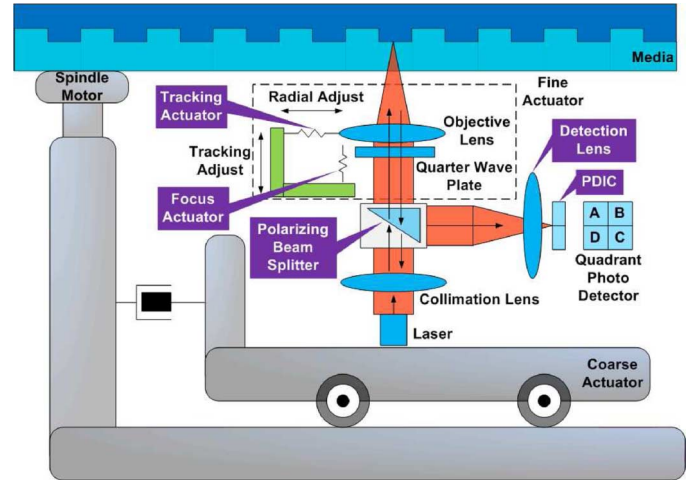 Media
Spindle
Motor
Tracking
Actuator
Radial Adjust
Fine
Actuator
Objective
Lens
Detection
Lens
Tracking
Adjust
Quarter Wave
Plate
PDIC
Focus
Actuator
A B
D C
Polarizing
Beam
Splitter
Quadrant
Photo
Detector
Collimation Lens
Laser
Coarse
Actuator